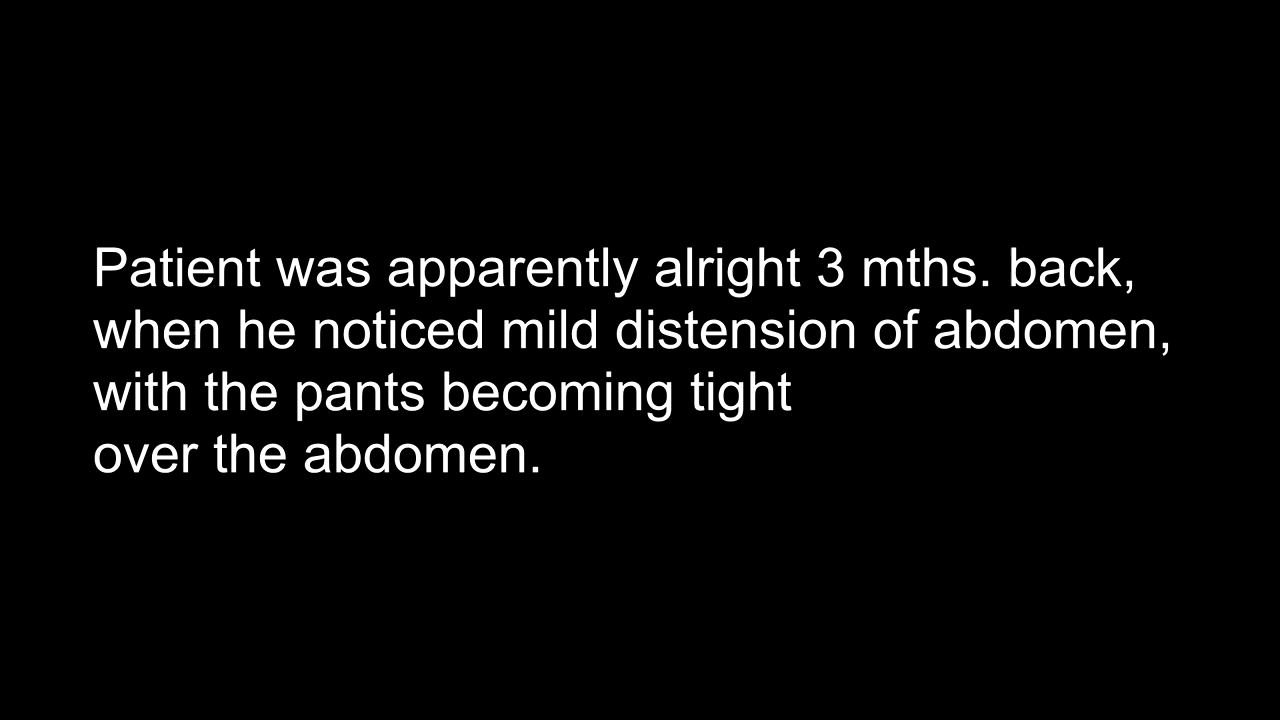 Patient was apparently alright 3 mths. back,
when he noticed mild distension of abdomen,
with the pants becoming tight
over the abdomen.